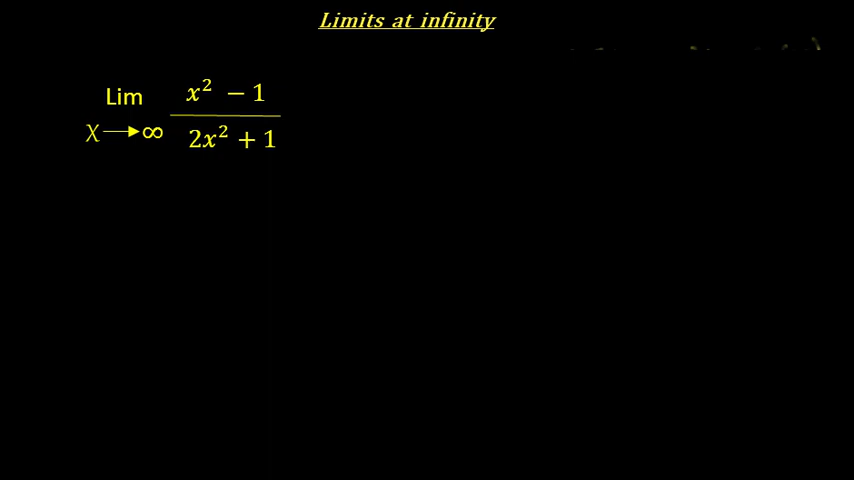 Limits at infinity
Lim x² − 1
x→∞ 2x² + 1